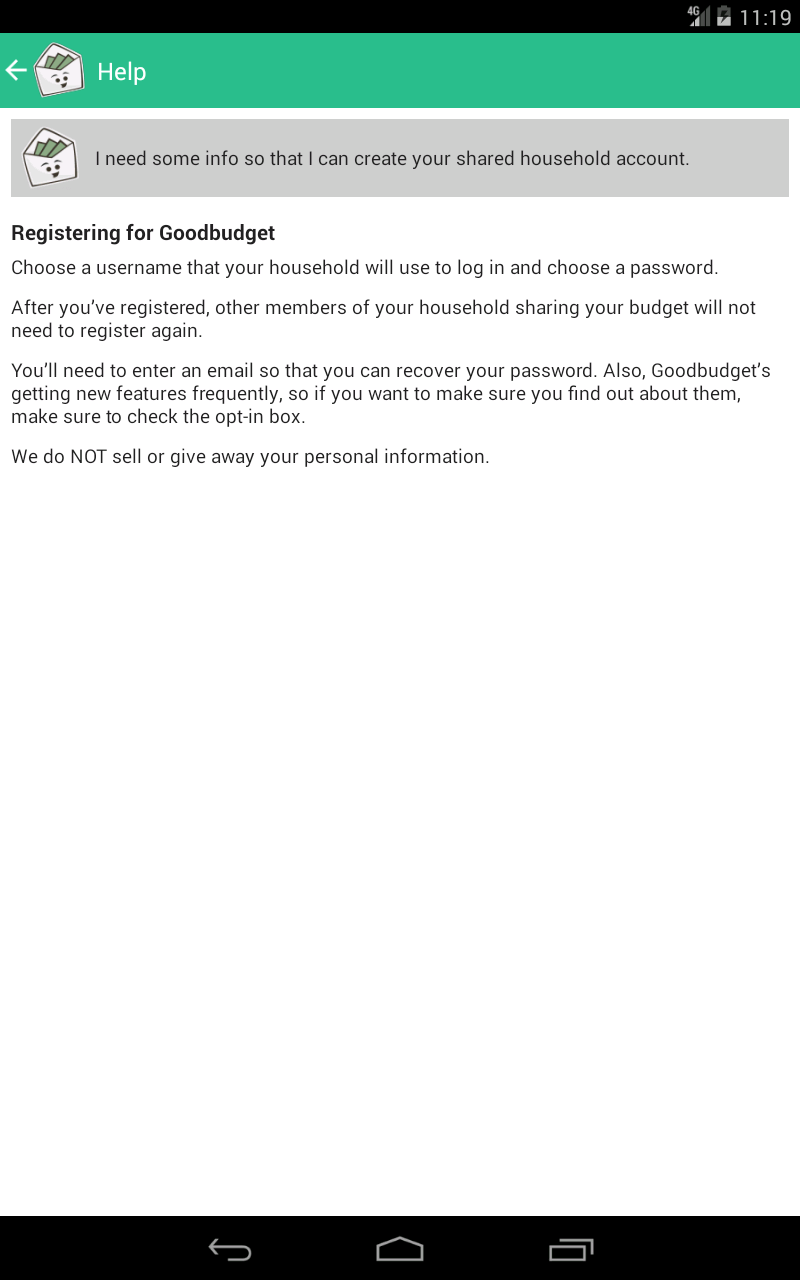 4G 11:19
Help
I need some info so that I can create your shared household account.
Registering for Goodbudget
Choose a username that your household will use to log in and choose a password.
After you’ve registered, other members of your household sharing your budget will not
need to register again.
You’ll need to enter an email so that you can recover your password. Also, Goodbudget’s
getting new features frequently, so if you want to make sure you find out about them,
make sure to check the opt-in box.
We do NOT sell or give away your personal information.